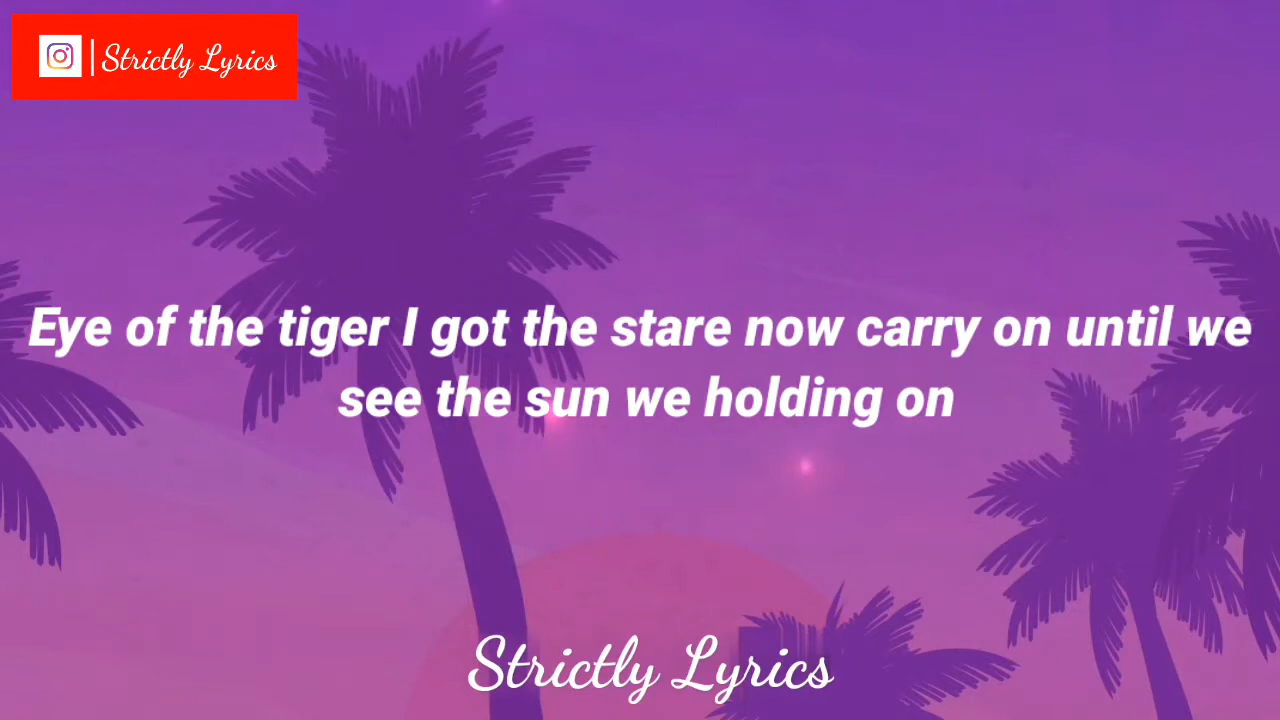 Strictly Lyrics
Eye of the tiger I got the stare now carry on until we
see the sun we holding on
Strictly Lyrics